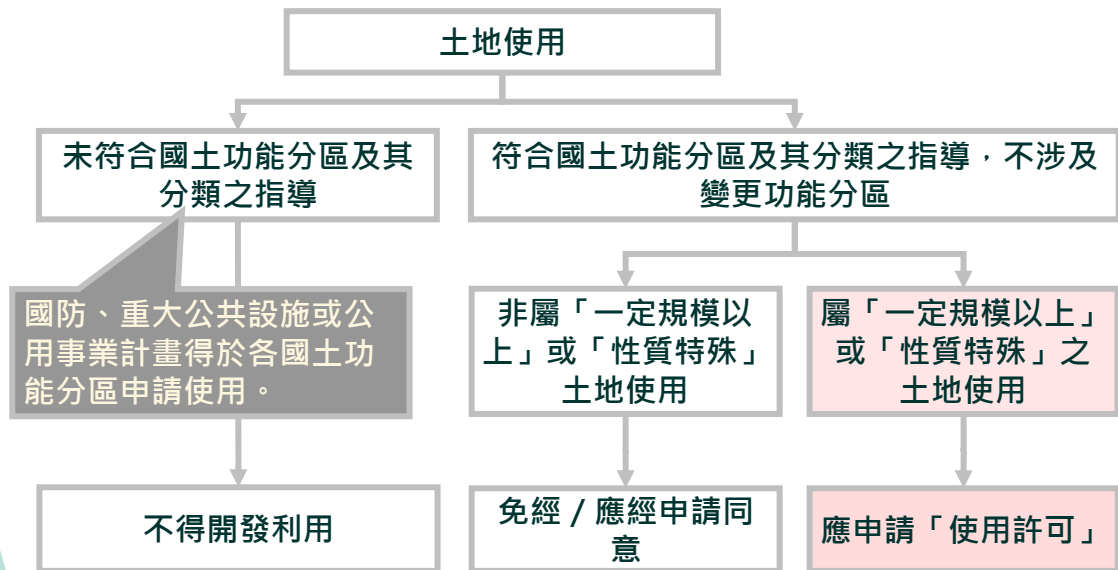 土地使用
未符合國土功能分區及其
分類之指導
符合國土功能分區及其分類之指導，不涉及
變更功能分區
國防、重大公共設施或公
用事業計畫得於各國土功
能分區申請使用。
非屬「一定規模以
上」或「性質特殊」
土地使用
屬「一定規模以上」
或「性質特殊」之
土地使用
不得開發利用
免經／應經申請同
意
應申請「使用許可」